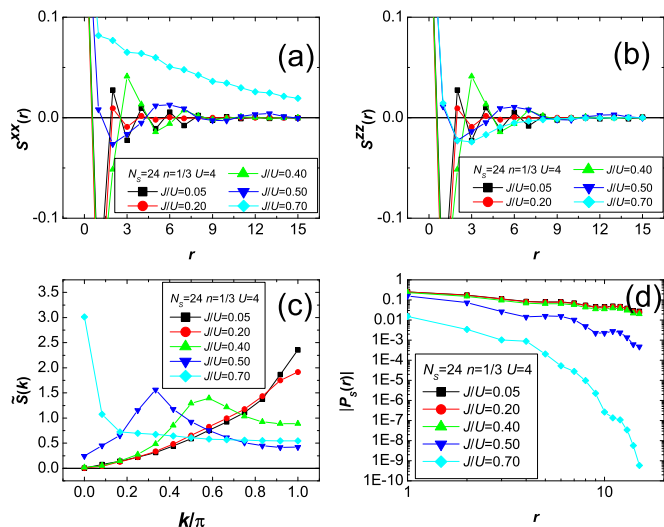 (a)
S^xx(r)
0.1
0.0
-0.1
N_S=24 n=1/3 U=4
J/U=0.05
J/U=0.20
J/U=0.40
J/U=0.50
J/U=0.70
0 3 6 9 12 15
r
(b)
S^zz(r)
0.1
0.0
-0.1
N_S=24 n=1/3 U=4
J/U=0.05
J/U=0.20
J/U=0.40
J/U=0.50
J/U=0.70
0 3 6 9 12 15
r
(c)
S̃(k)
3.5
3.0
2.5
2.0
1.5
1.0
0.5
0.0
N_S=24 n=1/3 U=4
J/U=0.05
J/U=0.20
J/U=0.40
J/U=0.50
J/U=0.70
0.0 0.2 0.4 0.6 0.8 1.0
k/π
(d)
|P_s(r)|
1
0.1
0.01
1E-3
1E-4
1E-5
1E-6
1E-7
1E-8
1E-9
1E-10
N_S=24 n=1/3 U=4
J/U=0.05
J/U=0.20
J/U=0.40
J/U=0.50
J/U=0.70
1 10
r